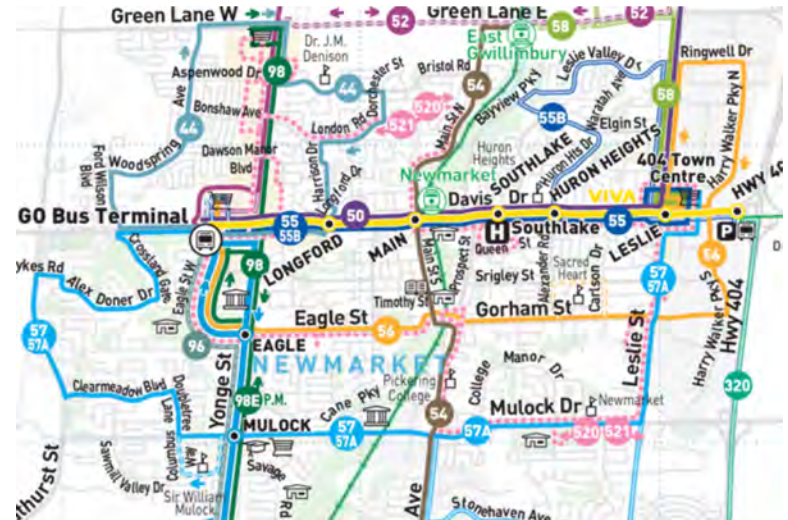 Green Lane W
52
Green Lane E
58
East
Gwillimbury
Dr. J.M.
Denison
Aspenwood Dr
98
44
Dorchester St
Bristol Rd
54
Leslie Valley Dr
Ringwell Dr
Bayview Pky
Waratah Ave
58
Ave
Bonshaw Ave
London Rd
520
521
Main St N
55B
Elgin St
44
Woodspring
Dawson Manor
Blvd
Harrison Dr
Longford Dr
Huron
Heights
SOUTHLAKE
Huron Hts Dr
HURON HEIGHTS
404 Town
Centre
Harry Walker Pky N
Ford Wilson
Blvd
Newmarket
Davis Dr
VIVA
HWY 40
GO Bus Terminal
55
55B
50
H
Southlake
55
P
LONGFORD
MAIN
LESLIE
Queen St
Crossland Gate
Eagle St W
98
Main St S
Prospect St
Srigley St
Alexander Rd
Sacred
Heart
Carlson Dr
57
57A
56
ykes Rd
Alex Doner Dr
Timothy St
Gorham St
Harry Walker Pky S
Hwy 404
57
57A
Eagle St
56
96
EAGLE
NEWMARKET
Leslie St
Yonge St
Manor Dr
Clearmeadow Blvd
Doubletree
Lane
98E P.M.
Cane Pky
Pickering
College
College
320
Mulock Dr
Newmarket
54
MULOCK
57
57A
57A
520
521
Columbus
Way
Sawmill Valley Dr
Savage
Rd
Sir William
Mulock
thurst St
Ave
Stonehaven Ave
D